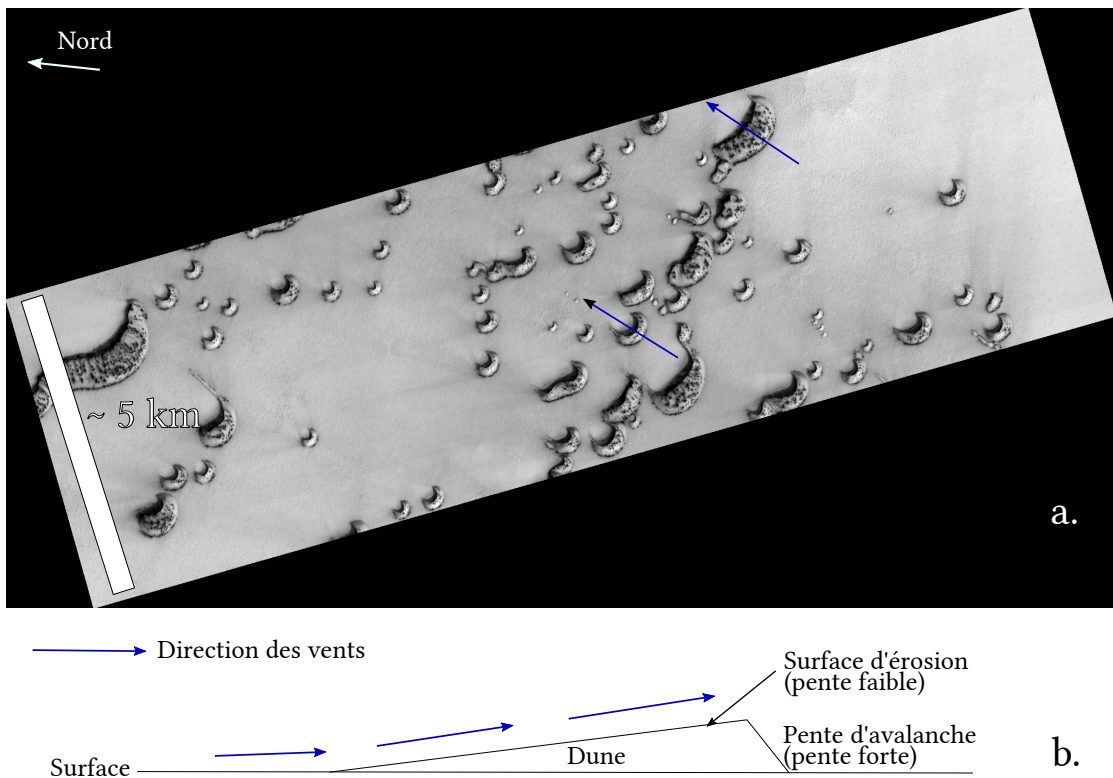 Nord
~ 5 km
a.
Direction des vents
Surface d'érosion
(pente faible)
Pente d'avalanche
(pente forte)
Dune
Surface
b.